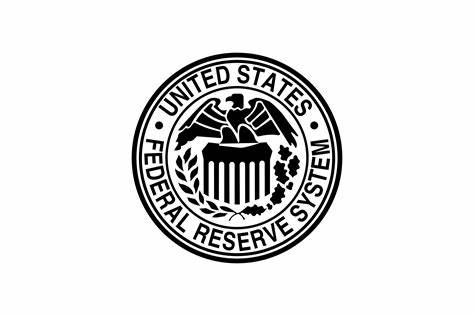 UNITED STATES
FEDERAL RESERVE SYSTEM